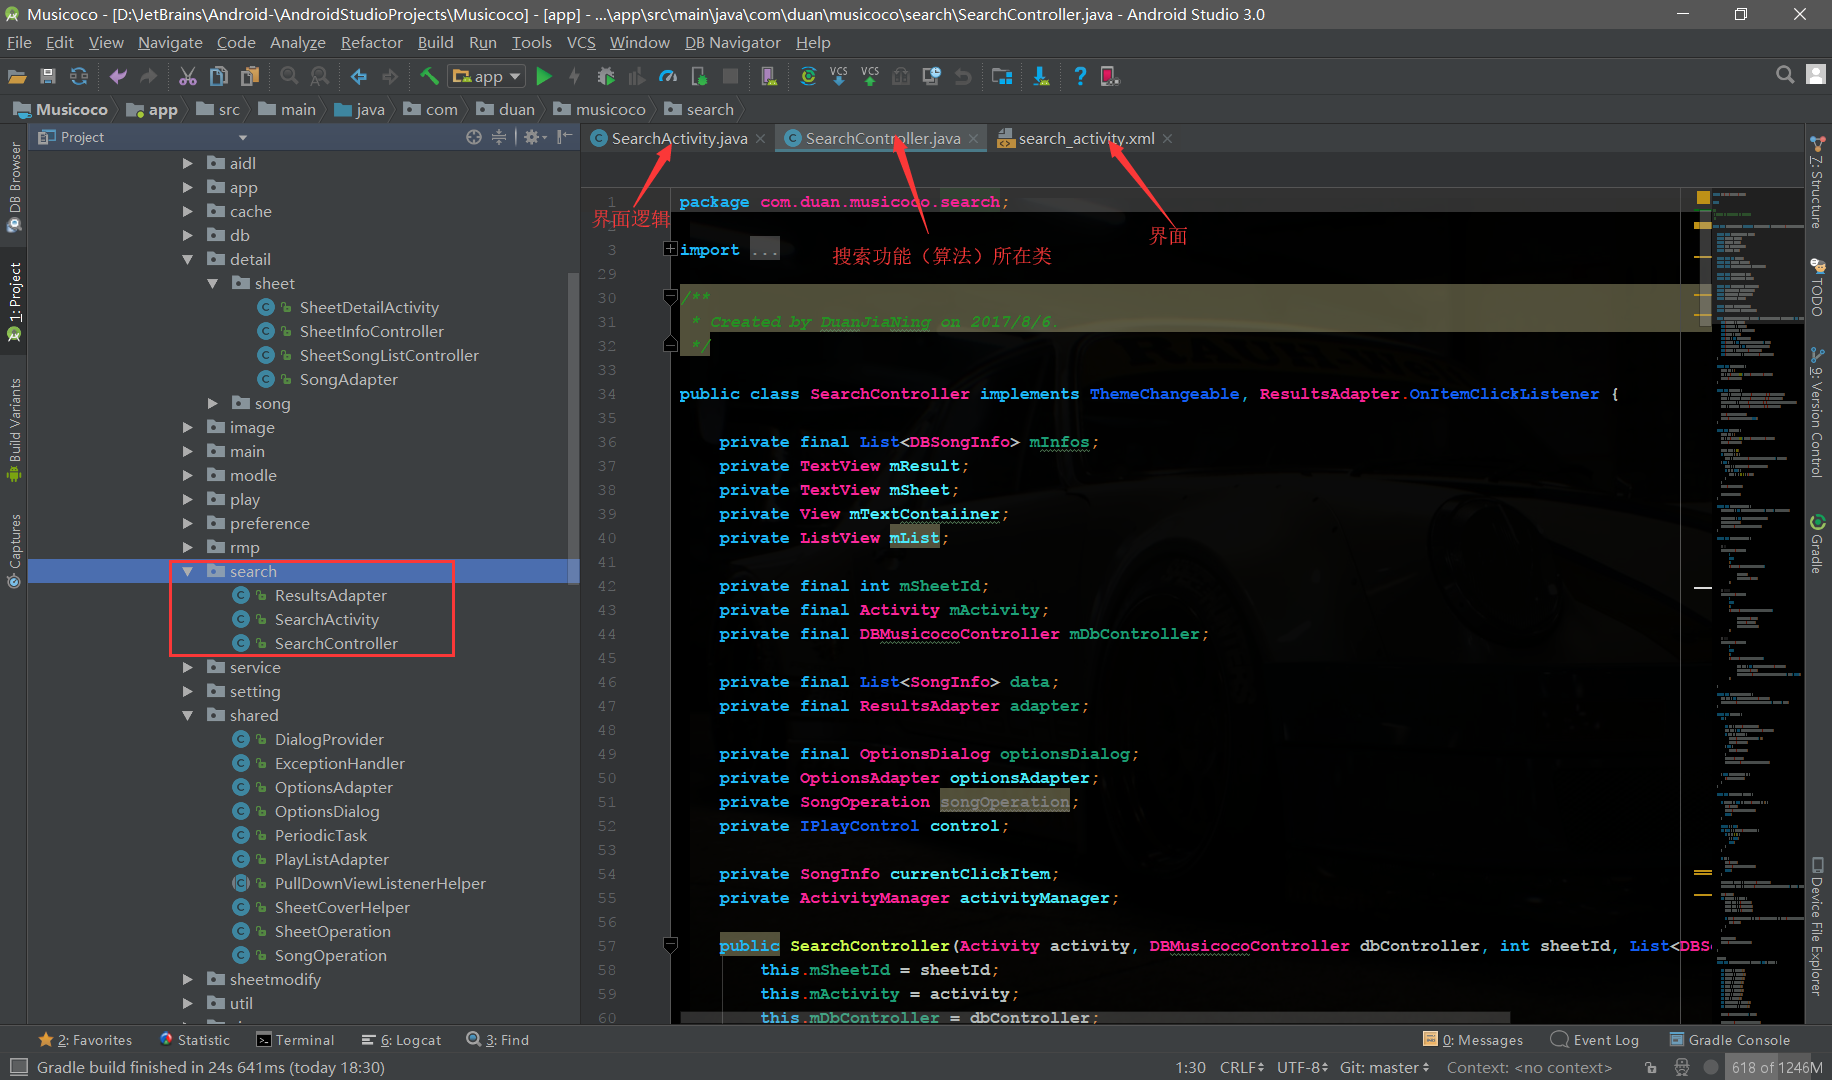 Musicoco - [D:\JetBrains\Android-\AndroidStudioProjects\Musicoco] - [app] - ...\app\src\main\java\com\duan\musicoco\search\SearchController.java - Android Studio 3.0
File Edit View Navigate Code Analyze Refactor Build Run Tools VCS Window DB Navigator Help
app VCS VCS ?
Musicoco app src main java com duan musicoco search
Project
SearchActivity.java SearchController.java search_activity.xml
DB Browser
1: Project
Build Variants
Captures
aidl
app
cache
db
detail
sheet
SheetDetailActivity
SheetInfoController
SheetSongListController
SongAdapter
song
image
main
modle
play
preference
rmp
search
ResultsAdapter
SearchActivity
SearchController
service
setting
shared
DialogProvider
ExceptionHandler
OptionsAdapter
OptionsDialog
PeriodicTask
PlayListAdapter
PullDownViewListenerHelper
SheetCoverHelper
SheetOperation
SongOperation
sheetmodify
util
界面逻辑
搜索功能（算法）所在类
界面
1 package com.duan.musicoco.search;
3 import ...
29
30 /**
31 * Created by DuanJiaNing on 2017/8/6.
32 */
33
34 public class SearchController implements ThemeChangeable, ResultsAdapter.OnItemClickListener {
35
36 private final List<DBSongInfo> mInfos;
37 private TextView mResult;
38 private TextView mSheet;
39 private View mTextContaiiner;
40 private ListView mList;
41
42 private final int mSheetId;
43 private final Activity mActivity;
44 private final DBMusicocoController mDbController;
45
46 private final List<SongInfo> data;
47 private final ResultsAdapter adapter;
48
49 private final OptionsDialog optionsDialog;
50 private OptionsAdapter optionsAdapter;
51 private SongOperation songOperation;
52 private IPlayControl control;
53
54 private SongInfo currentClickItem;
55 private ActivityManager activityManager;
56
57 public SearchController(Activity activity, DBMusicocoController dbController, int sheetId, List<DBS
58 this.mSheetId = sheetId;
59 this.mActivity = activity;
60 this.mDbController = dbController;
7: Structure
TODO
9: Version Control
Gradle
Device File Explorer
2: Favorites Statistic Terminal 6: Logcat 3: Find 0: Messages Event Log Gradle Console
Gradle build finished in 24s 641ms (today 18:30) 1:30 CRLF UTF-8 Git: master Context: <no context> 618 of 1246M